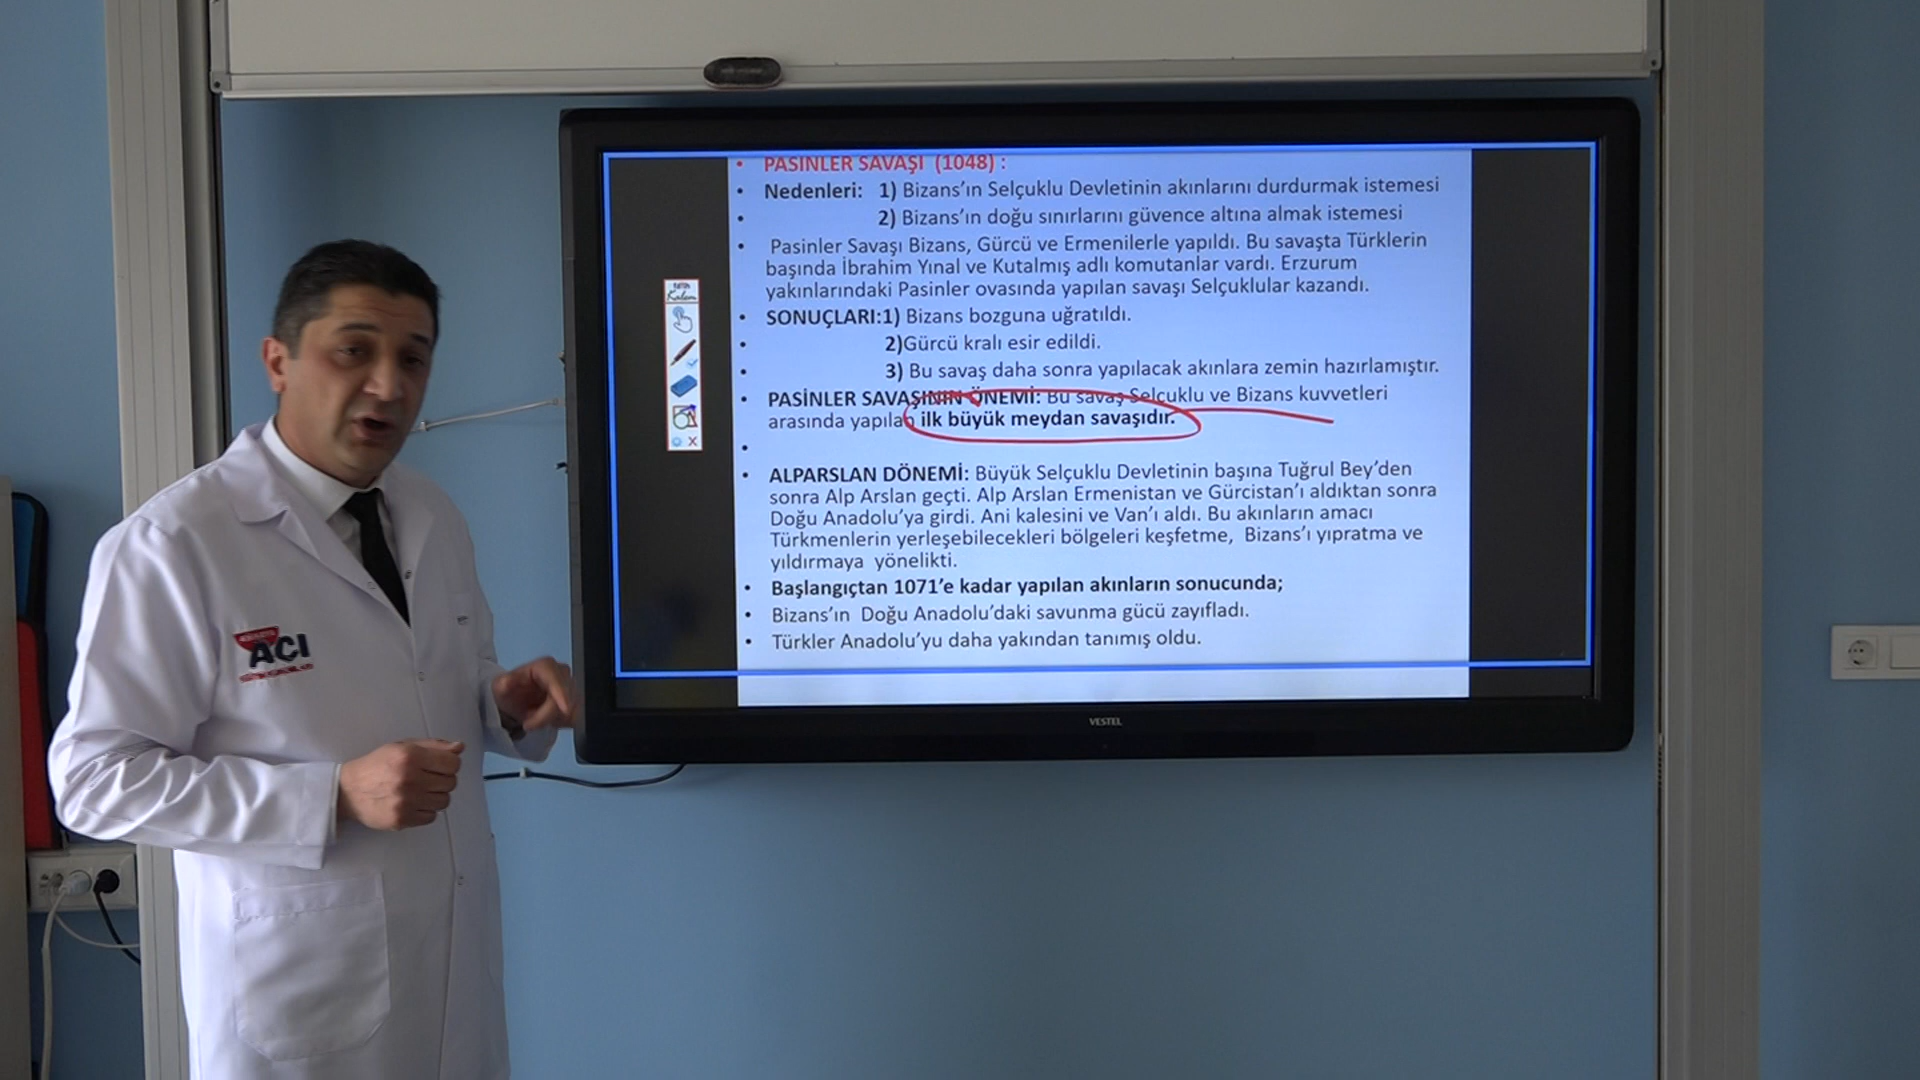 • PASİNLER SAVAŞI (1048) :
• Nedenleri: 1) Bizans'ın Selçuklu Devletinin akınlarını durdurmak istemesi
• 2) Bizans'ın doğu sınırlarını güvence altına almak istemesi
• Pasinler Savaşı Bizans, Gürcü ve Ermenilerle yapıldı. Bu savaşta Türklerin
başında İbrahim Yınal ve Kutalmış adlı komutanlar vardı. Erzurum
yakınlarındaki Pasinler ovasında yapılan savaşı Selçuklular kazandı.
• SONUÇLARI:1) Bizans bozguna uğratıldı.
• 2)Gürcü kralı esir edildi.
• 3) Bu savaş daha sonra yapılacak akınlara zemin hazırlamıştır.
• PASİNLER SAVAŞININ ÖNEMİ: Bu savaş Selçuklu ve Bizans kuvvetleri
arasında yapılan ilk büyük meydan savaşıdır.
•
• ALPARSLAN DÖNEMİ: Büyük Selçuklu Devletinin başına Tuğrul Bey'den
sonra Alp Arslan geçti. Alp Arslan Ermenistan ve Gürcistan'ı aldıktan sonra
Doğu Anadolu'ya girdi. Ani kalesini ve Van'ı aldı. Bu akınların amacı
Türkmenlerin yerleşebilecekleri bölgeleri keşfetme, Bizans'ı yıpratma ve
yıldırmaya yönelikti.
• Başlangıçtan 1071'e kadar yapılan akınların sonucunda;
• Bizans'ın Doğu Anadolu'daki savunma gücü zayıfladı.
• Türkler Anadolu'yu daha yakından tanımış oldu.
Kalem
VESTEL
AÇI